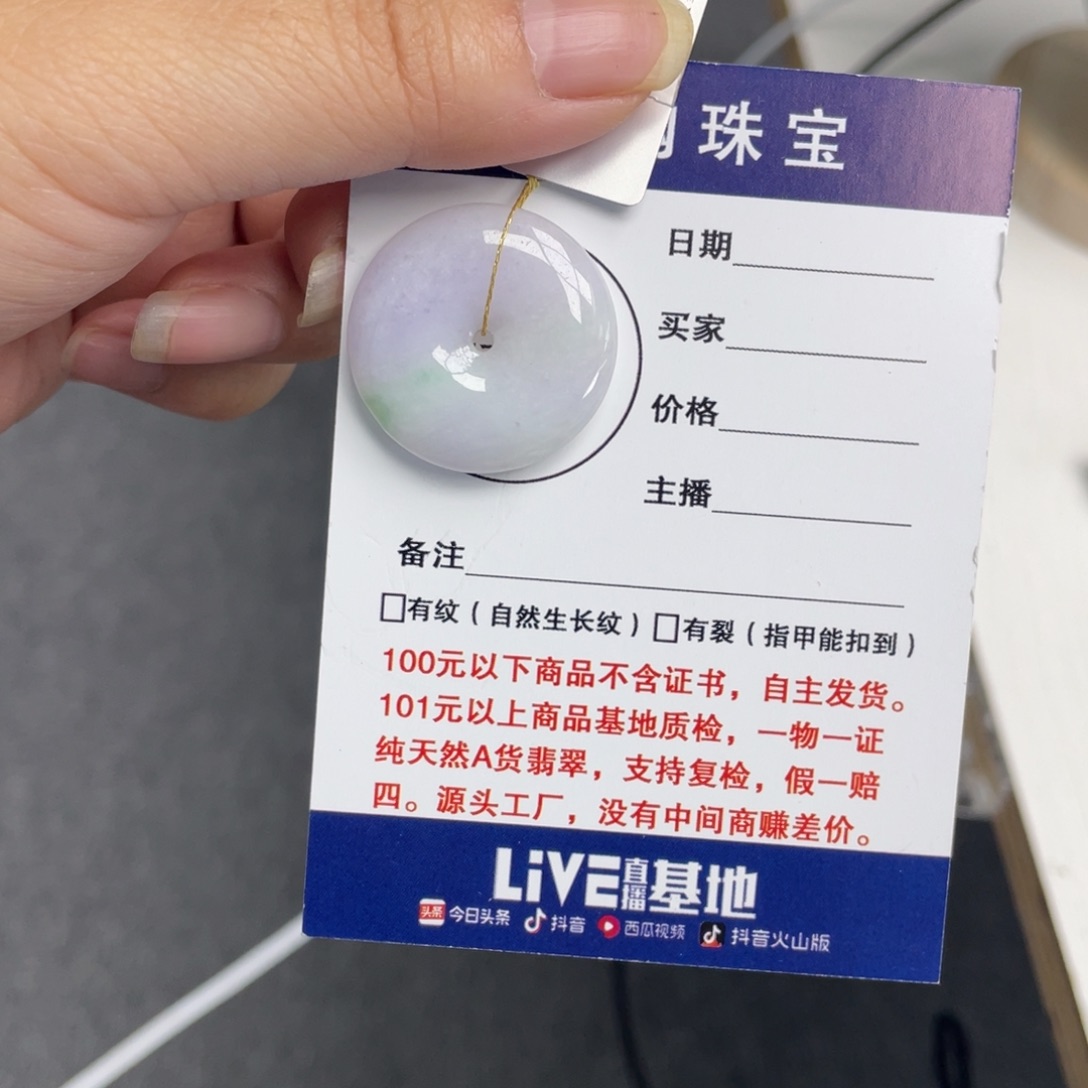 珠宝
日期
买家
价格
主播
备注
□有纹（自然生长纹）□有裂（指甲能扣到）
100元以下商品不含证书，自主发货。
101元以上商品基地质检，一物一证
纯天然A货翡翠，支持复检，假一赔
四。源头工厂，没有中间商赚差价。
LiVE直播基地
头条 今日头条 抖音 西瓜视频 抖音火山版